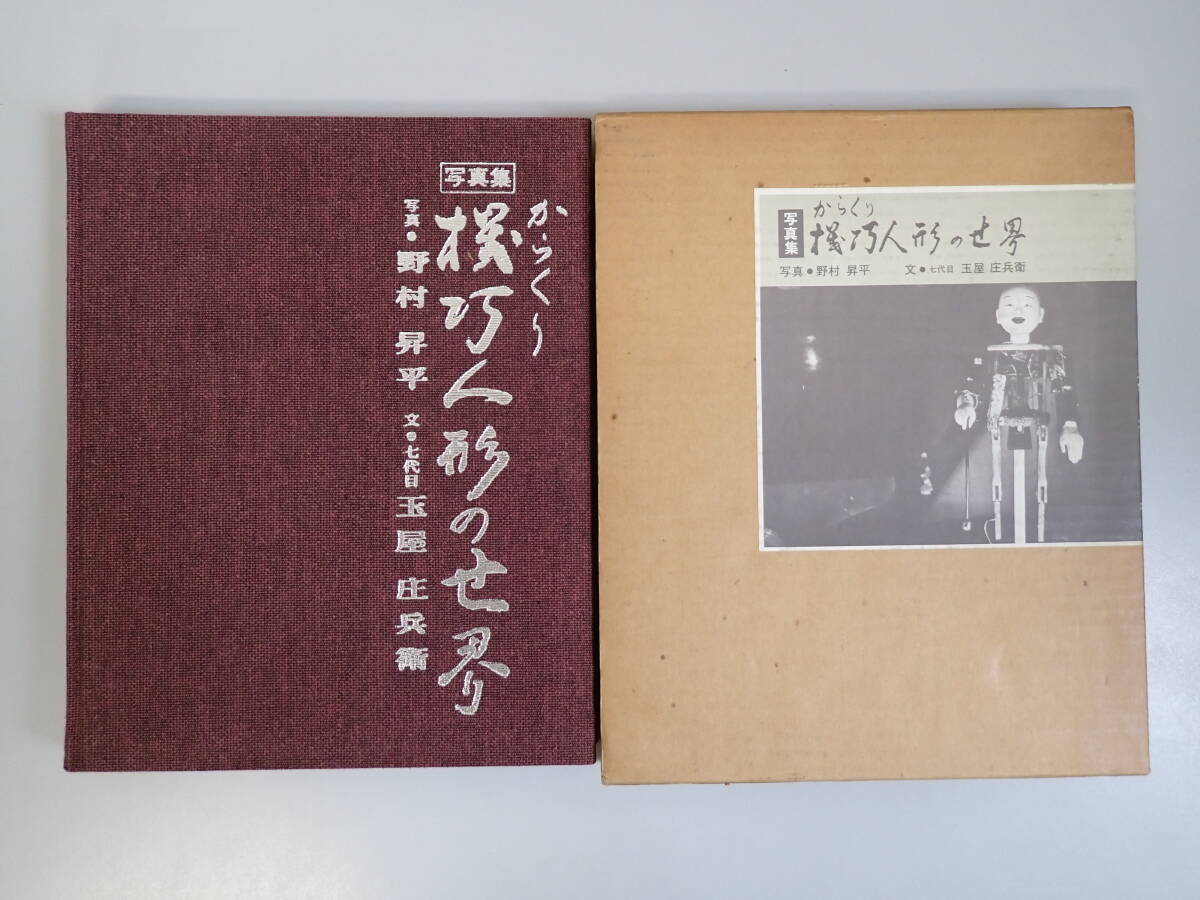 写真集
からくり
機巧人形の世界
写真●野村 昇平 文●七代目 玉屋 庄兵衛
写真集
からくり
機巧人形の世界
写真●野村 昇平 文●七代目 玉屋 庄兵衛